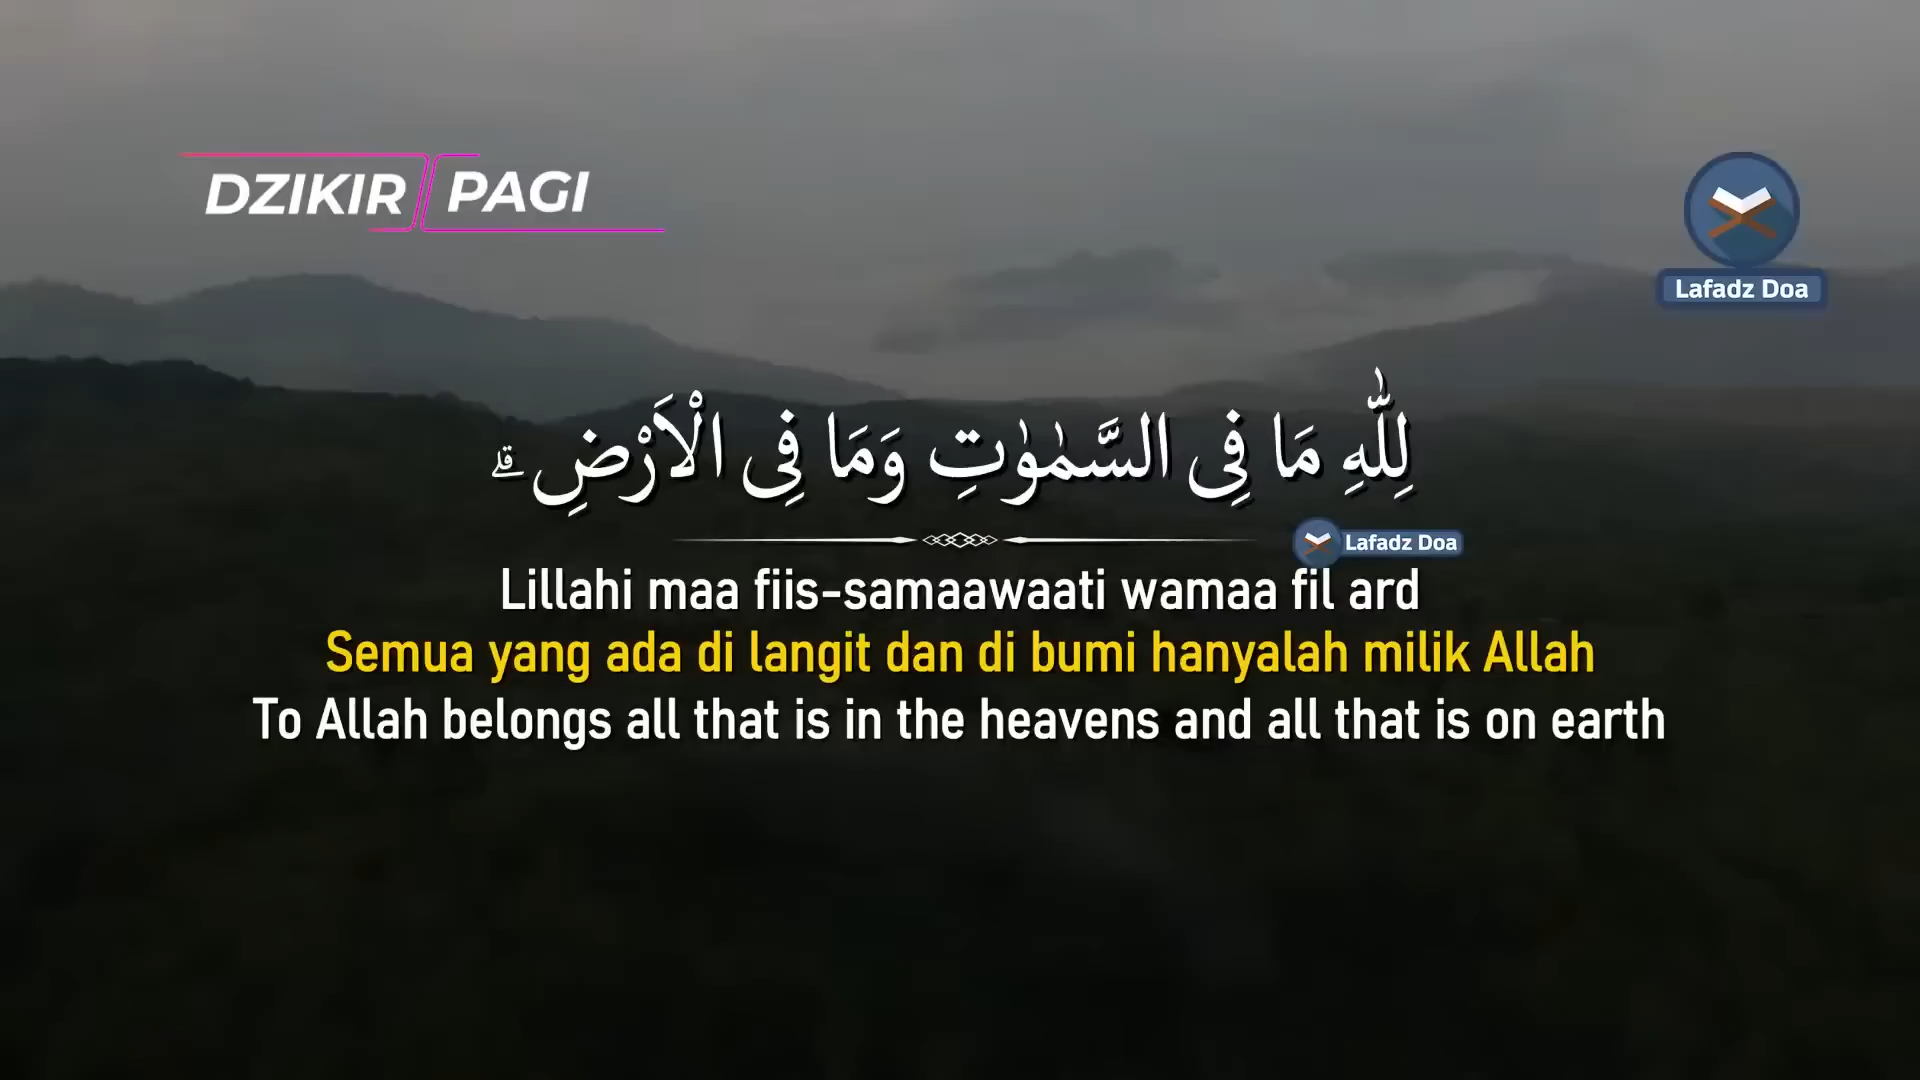 DZIKIR PAGI
Lafadz Doa
لِلّٰهِ مَا فِى السَّمٰوٰتِ وَمَا فِى الْاَرْضِ ۗ
Lafadz Doa
Lillahi maa fiis-samaawaati wamaa fil ard
Semua yang ada di langit dan di bumi hanyalah milik Allah
To Allah belongs all that is in the heavens and all that is on earth